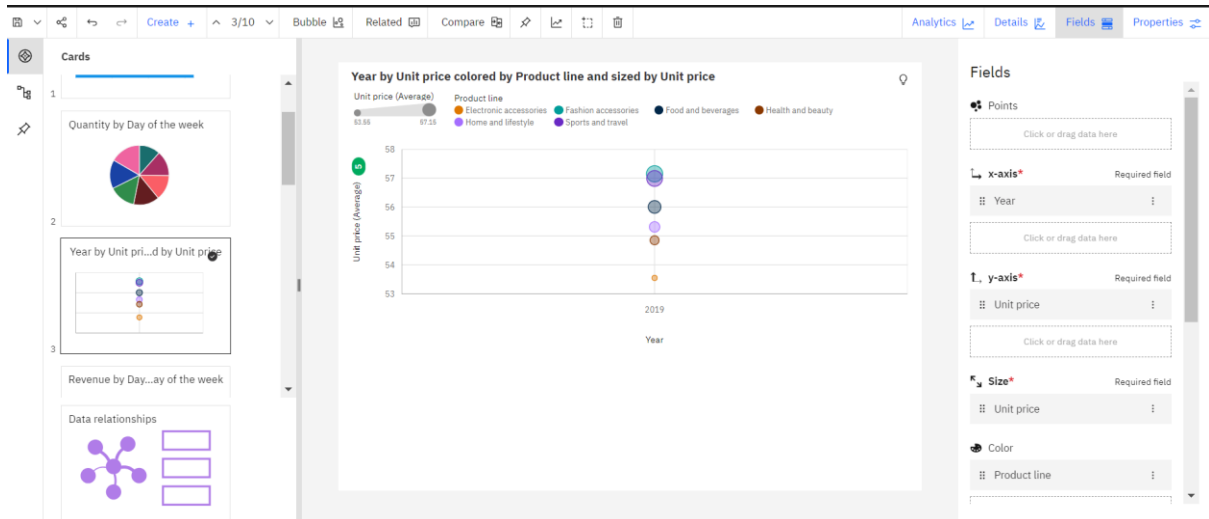 Create + 3/10 Bubble Related Compare Analytics Details Fields Properties
Cards
1
Quantity by Day of the week
2
Year by Unit pri...d by Unit price
3
Revenue by Day...ay of the week
Data relationships
Year by Unit price colored by Product line and sized by Unit price
Unit price (Average)
53.55 57.15
Product line
Electronic accessories Fashion accessories Food and beverages Health and beauty
Home and lifestyle Sports and travel
5
Unit price (Average)
58
57
56
55
54
53
2019
Year
Fields
Points
Click or drag data here
x-axis* Required field
Year
Click or drag data here
y-axis* Required field
Unit price
Click or drag data here
Size* Required field
Unit price
Color
Product line